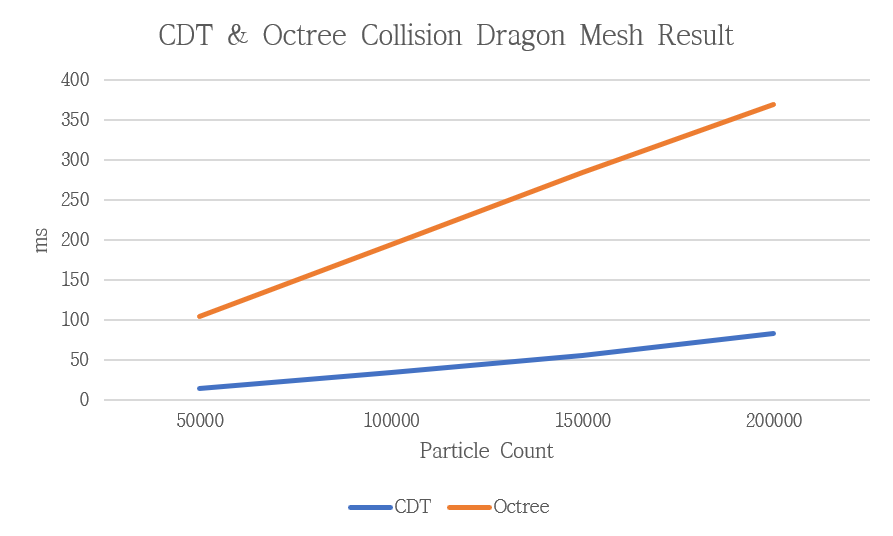 CDT & Octree Collision Dragon Mesh Result
400
350
300
250
200
150
100
50
0
ms
50000 100000 150000 200000
Particle Count
CDT Octree